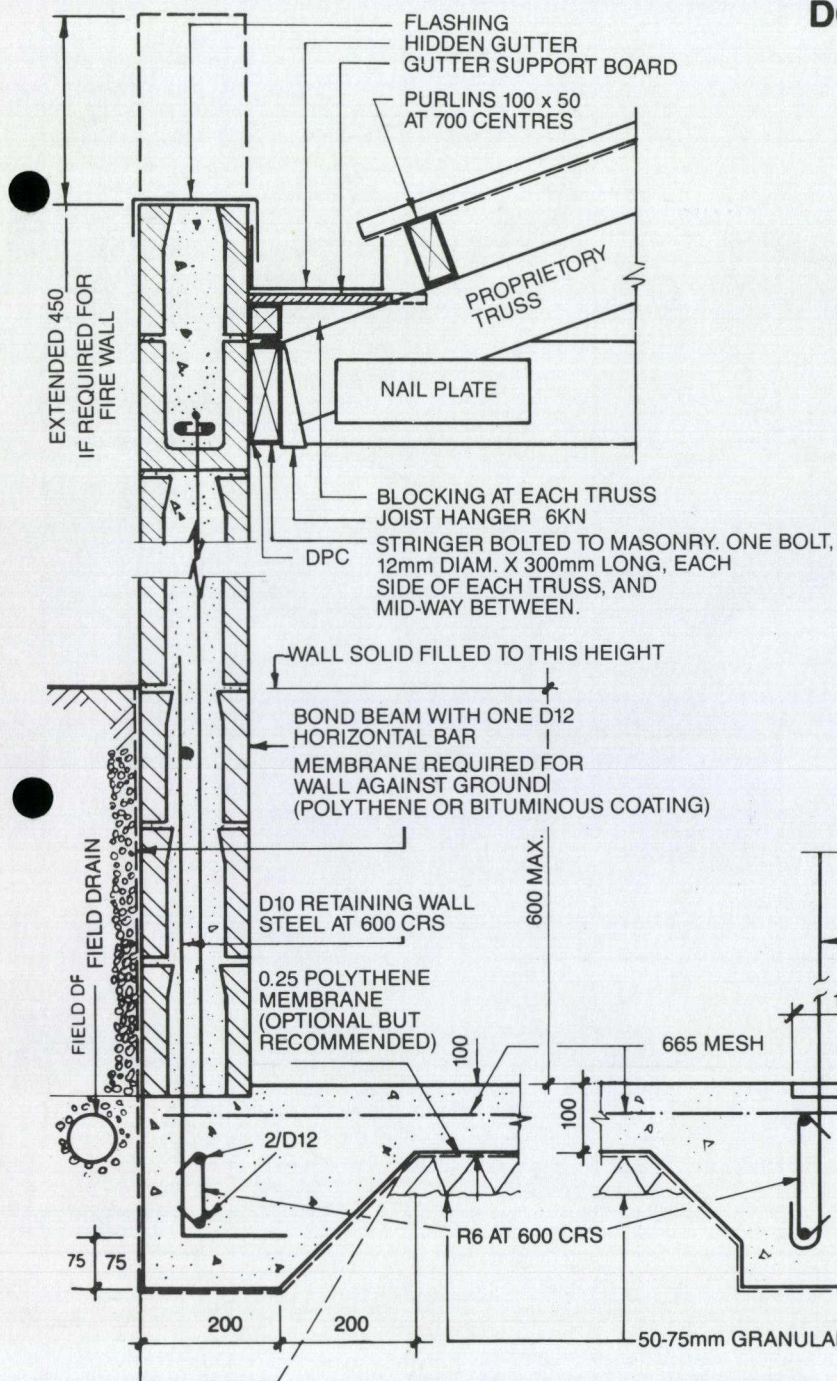 FLASHING
HIDDEN GUTTER
GUTTER SUPPORT BOARD
PURLINS 100 x 50
AT 700 CENTRES
EXTENDED 450
IF REQUIRED FOR
FIRE WALL
PROPRIETORY
TRUSS
NAIL PLATE
BLOCKING AT EACH TRUSS
JOIST HANGER 6KN
DPC
STRINGER BOLTED TO MASONRY. ONE BOLT,
12mm DIAM. X 300mm LONG, EACH
SIDE OF EACH TRUSS, AND
MID-WAY BETWEEN.
WALL SOLID FILLED TO THIS HEIGHT
BOND BEAM WITH ONE D12
HORIZONTAL BAR
MEMBRANE REQUIRED FOR
WALL AGAINST GROUND
(POLYTHENE OR BITUMINOUS COATING)
600 MAX.
FIELD DRAIN
FIELD DR
D10 RETAINING WALL
STEEL AT 600 CRS
0.25 POLYTHENE
MEMBRANE
(OPTIONAL BUT
RECOMMENDED)
100
665 MESH
100
2/D12
R6 AT 600 CRS
75 75
200 200
50-75mm GRANULA